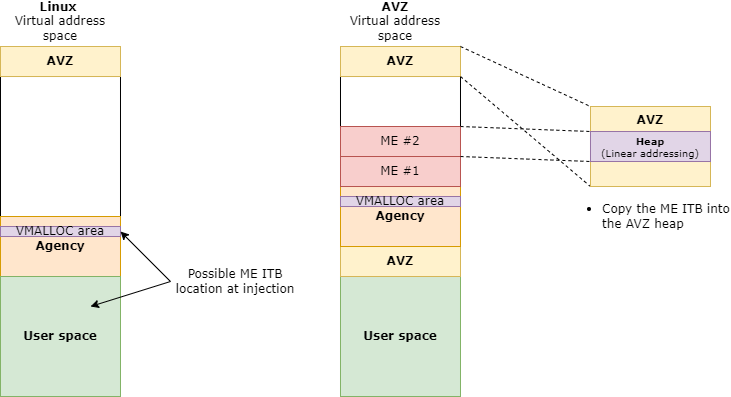 Linux
Virtual address
space
AVZ
VMALLOC area
Agency
User space
Possible ME ITB
location at injection
AVZ
Virtual address
space
AVZ
ME #2
ME #1
VMALLOC area
Agency
AVZ
User space
AVZ
Heap
(Linear addressing)
• Copy the ME ITB into
the AVZ heap